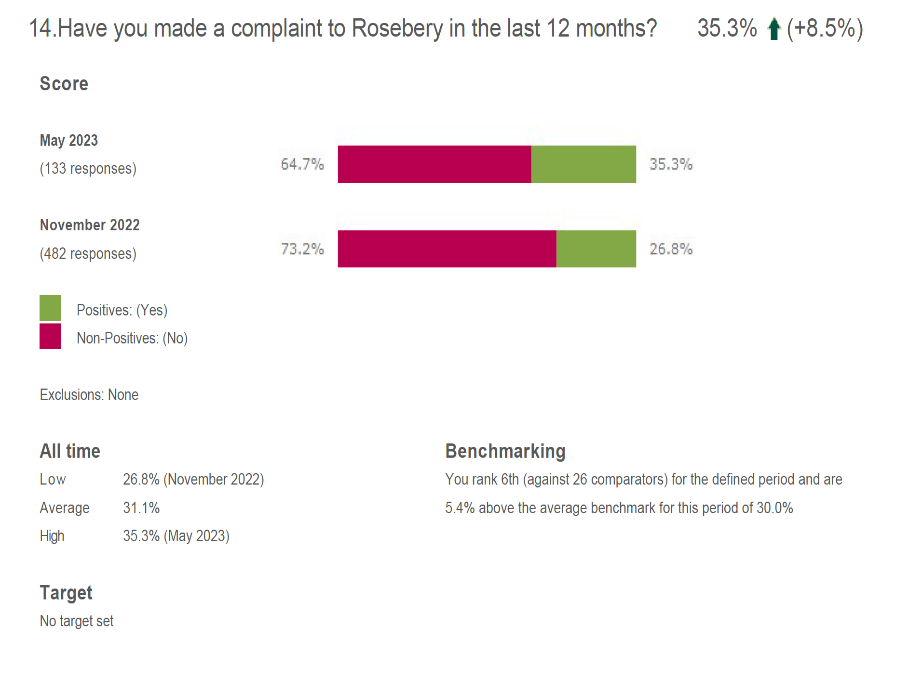 14.Have you made a complaint to Rosebery in the last 12 months? 35.3% (+8.5%)
Score
May 2023
(133 responses)
64.7% 35.3%
November 2022
(482 responses)
73.2% 26.8%
Positives: (Yes)
Non-Positives: (No)
Exclusions: None
All time
Low 26.8% (November 2022)
Average 31.1%
High 35.3% (May 2023)
Benchmarking
You rank 6th (against 26 comparators) for the defined period and are
5.4% above the average benchmark for this period of 30.0%
Target
No target set